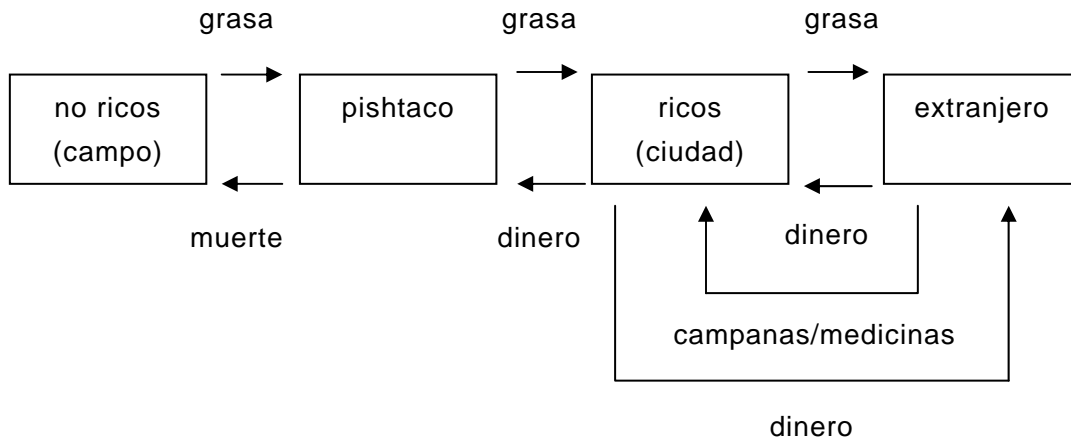 grasa grasa grasa
no ricos pishtaco ricos extranjero
(campo) (ciudad)
muerte dinero dinero
campanas/medicinas
dinero